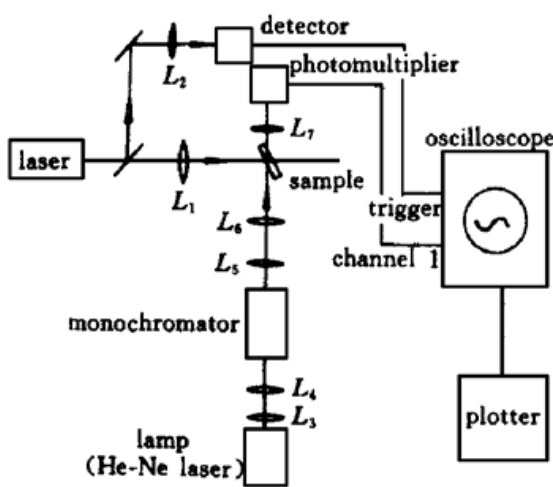 detector
L₂
photomultiplier
L₇
oscilloscope
laser
L₁
sample
trigger
L₆
channel 1
L₅
monochromator
L₄
L₃
plotter
lamp
(He-Ne laser)